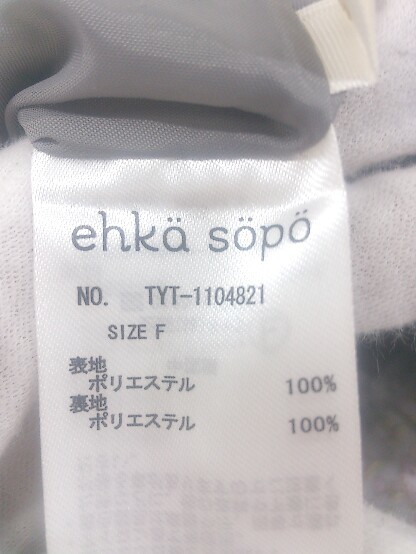 ehkä söpö
NO. TYT-1104821
SIZE F
表地
ポリエステル 100%
裏地
ポリエステル 100%